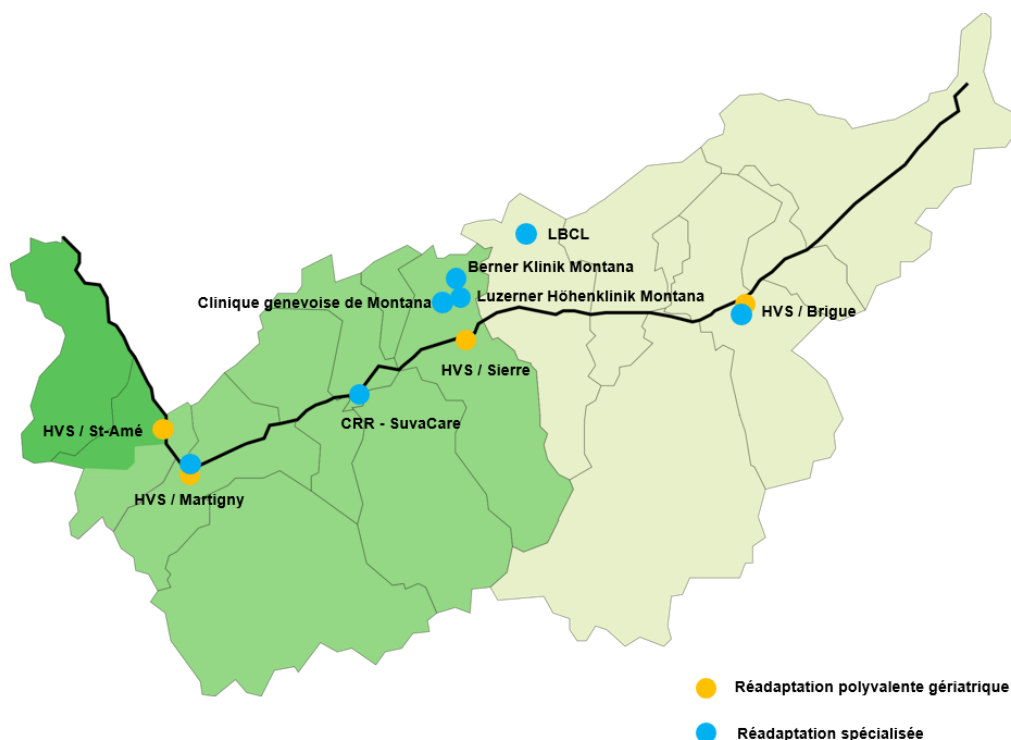 LBCL
Berner Klinik Montana
Clinique genevoise de Montana
Luzerner Höhenklinik Montana
HVS / Brigue
HVS / Sierre
CRR - SuvaCare
HVS / St-Amé
HVS / Martigny
Réadaptation polyvalente gériatrique
Réadaptation spécialisée